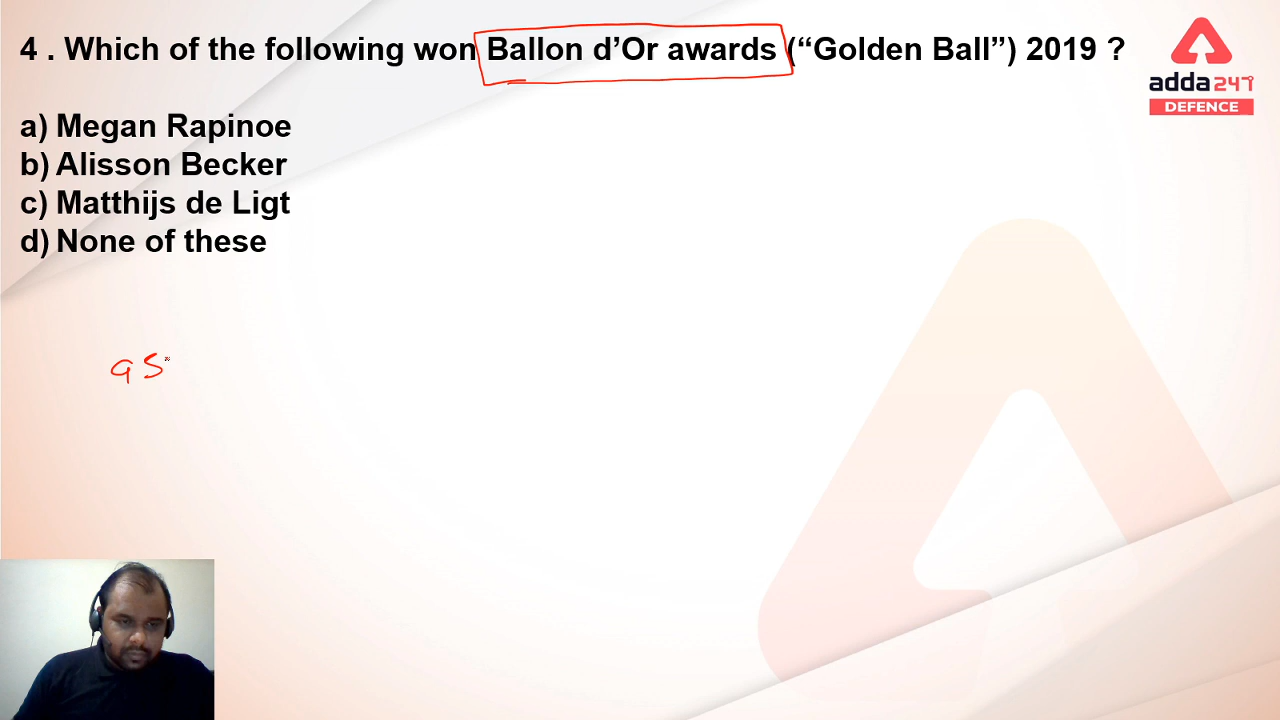 4 . Which of the following won Ballon d’Or awards (“Golden Ball”) 2019 ?
a) Megan Rapinoe
b) Alisson Becker
c) Matthijs de Ligt
d) None of these
adda247
DEFENCE